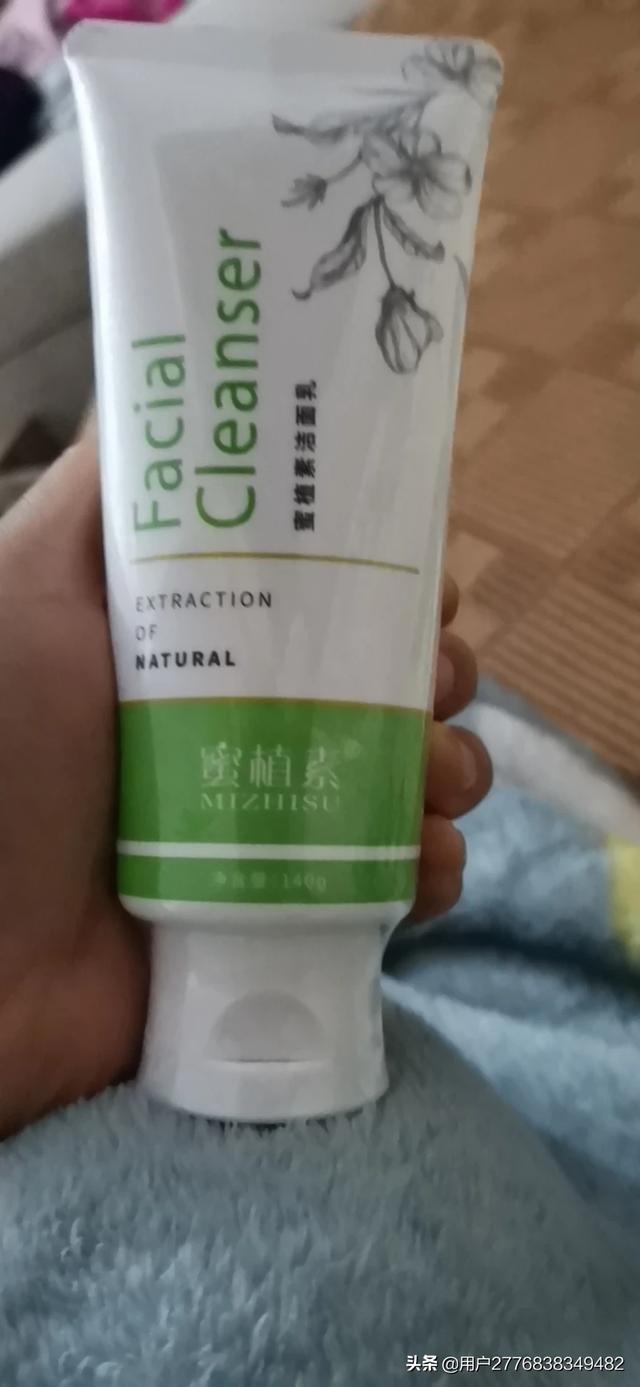 Facial
Cleanser
蜜植素洁面乳
EXTRACTION
OF
NATURAL
蜜植素
MIZHISU
净含量:140g
头条 @用户2776838349482